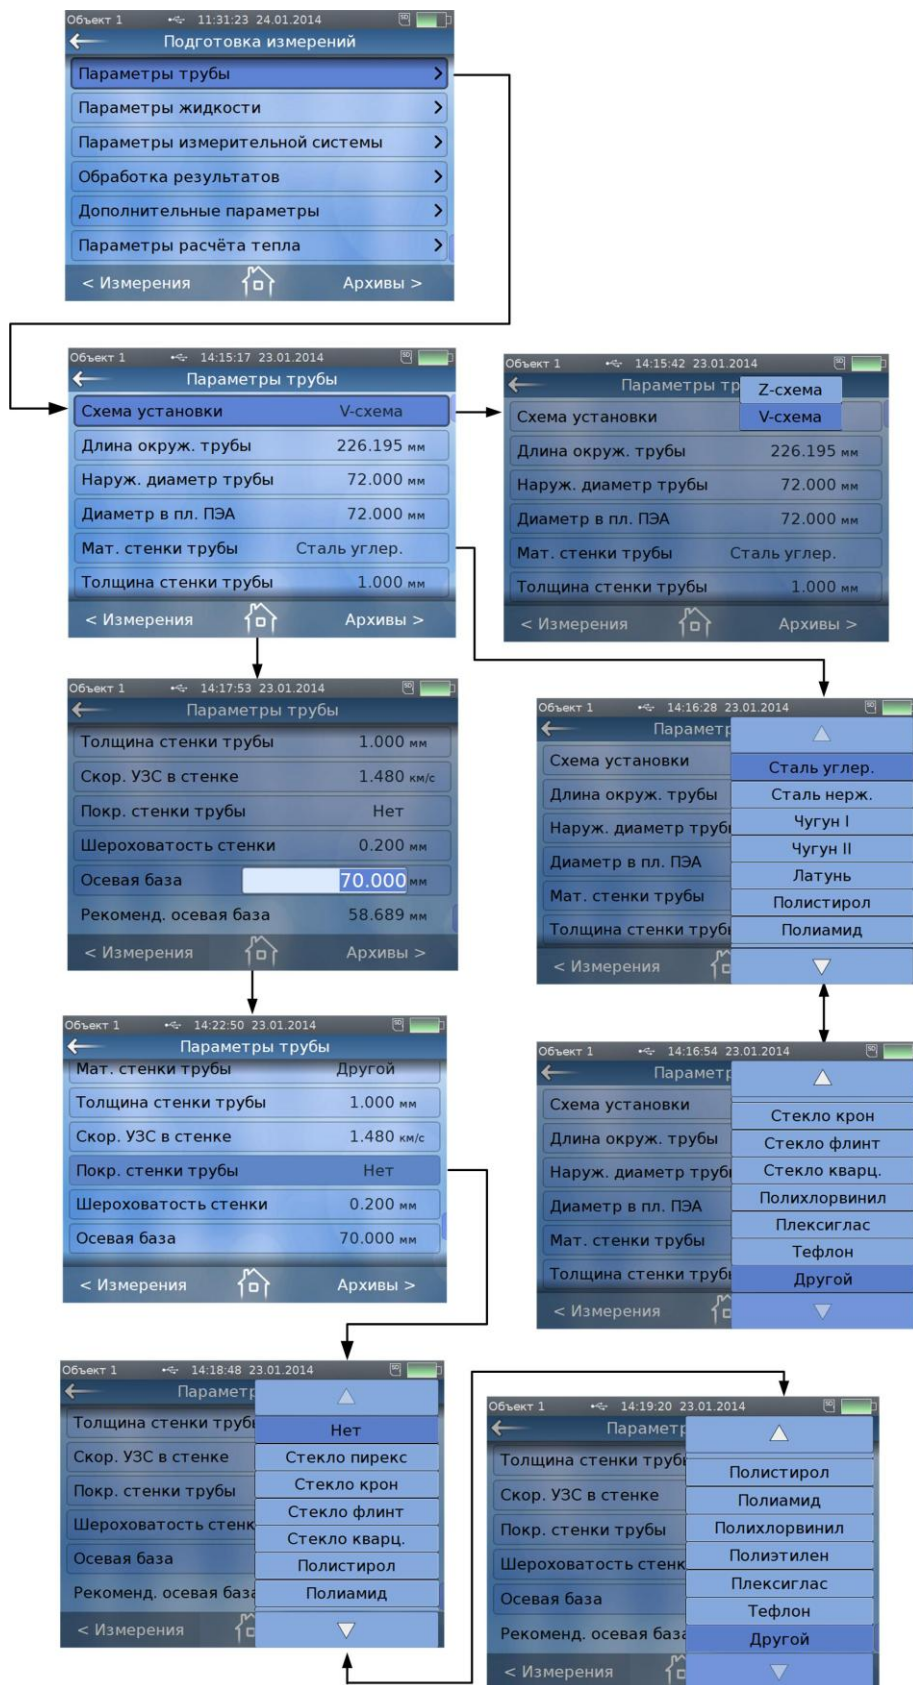 Объект 1 11:31:23 24.01.2014 SD
Подготовка измерений
Параметры трубы >
Параметры жидкости >
Параметры измерительной системы >
Обработка результатов >
Дополнительные параметры >
Параметры расчёта тепла >
< Измерения Архивы >
Объект 1 14:15:17 23.01.2014 SD
Параметры трубы
Схема установки V-схема
Длина окруж. трубы 226.195 мм
Наруж. диаметр трубы 72.000 мм
Диаметр в пл. ПЭА 72.000 мм
Мат. стенки трубы Сталь углер.
Толщина стенки трубы 1.000 мм
< Измерения Архивы >
Объект 1 14:15:42 23.01.2014 SD
Параметры тр
Z-схема
Схема установки V-схема
Длина окруж. трубы 226.195 мм
Наруж. диаметр трубы 72.000 мм
Диаметр в пл. ПЭА 72.000 мм
Мат. стенки трубы Сталь углер.
Толщина стенки трубы 1.000 мм
< Измерения Архивы >
Объект 1 14:17:53 23.01.2014 SD
Параметры трубы
Толщина стенки трубы 1.000 мм
Скор. УЗС в стенке 1.480 км/с
Покр. стенки трубы Нет
Шероховатость стенки 0.200 мм
Осевая база 70.000 мм
Рекоменд. осевая база 58.689 мм
< Измерения Архивы >
Объект 1 14:16:28 23.01.2014 SD
Параметр
Схема установки Сталь углер.
Длина окруж. трубы Сталь нерж.
Наруж. диаметр трубы Чугун I
Чугун II
Диаметр в пл. ПЭА Латунь
Мат. стенки трубы Полистирол
Толщина стенки трубы Полиамид
< Измерения
Объект 1 14:22:50 23.01.2014 SD
Параметры трубы
Мат. стенки трубы Другой
Толщина стенки трубы 1.000 мм
Скор. УЗС в стенке 1.480 км/с
Покр. стенки трубы Нет
Шероховатость стенки 0.200 мм
Осевая база 70.000 мм
< Измерения Архивы >
Объект 1 14:16:54 23.01.2014 SD
Параметр
Схема установки Стекло крон
Длина окруж. трубы Стекло флинт
Наруж. диаметр трубы Стекло кварц.
Полихлорвинил
Диаметр в пл. ПЭА Плексиглас
Мат. стенки трубы Тефлон
Толщина стенки трубы Другой
< Измерения
Объект 1 14:18:48 23.01.2014 SD
Параметр
Толщина стенки трубы Нет
Скор. УЗС в стенке Стекло пирекс
Покр. стенки трубы Стекло крон
Шероховатость стенк Стекло флинт
Стекло кварц.
Осевая база Полистирол
Рекоменд. осевая база Полиамид
< Измерения
Объект 1 14:19:20 23.01.2014 SD
Параметр
Толщина стенки трубы Полистирол
Скор. УЗС в стенке Полиамид
Покр. стенки трубы Полихлорвинил
Шероховатость стенк Полиэтилен
Плексиглас
Осевая база Тефлон
Рекоменд. осевая база Другой
< Измерения